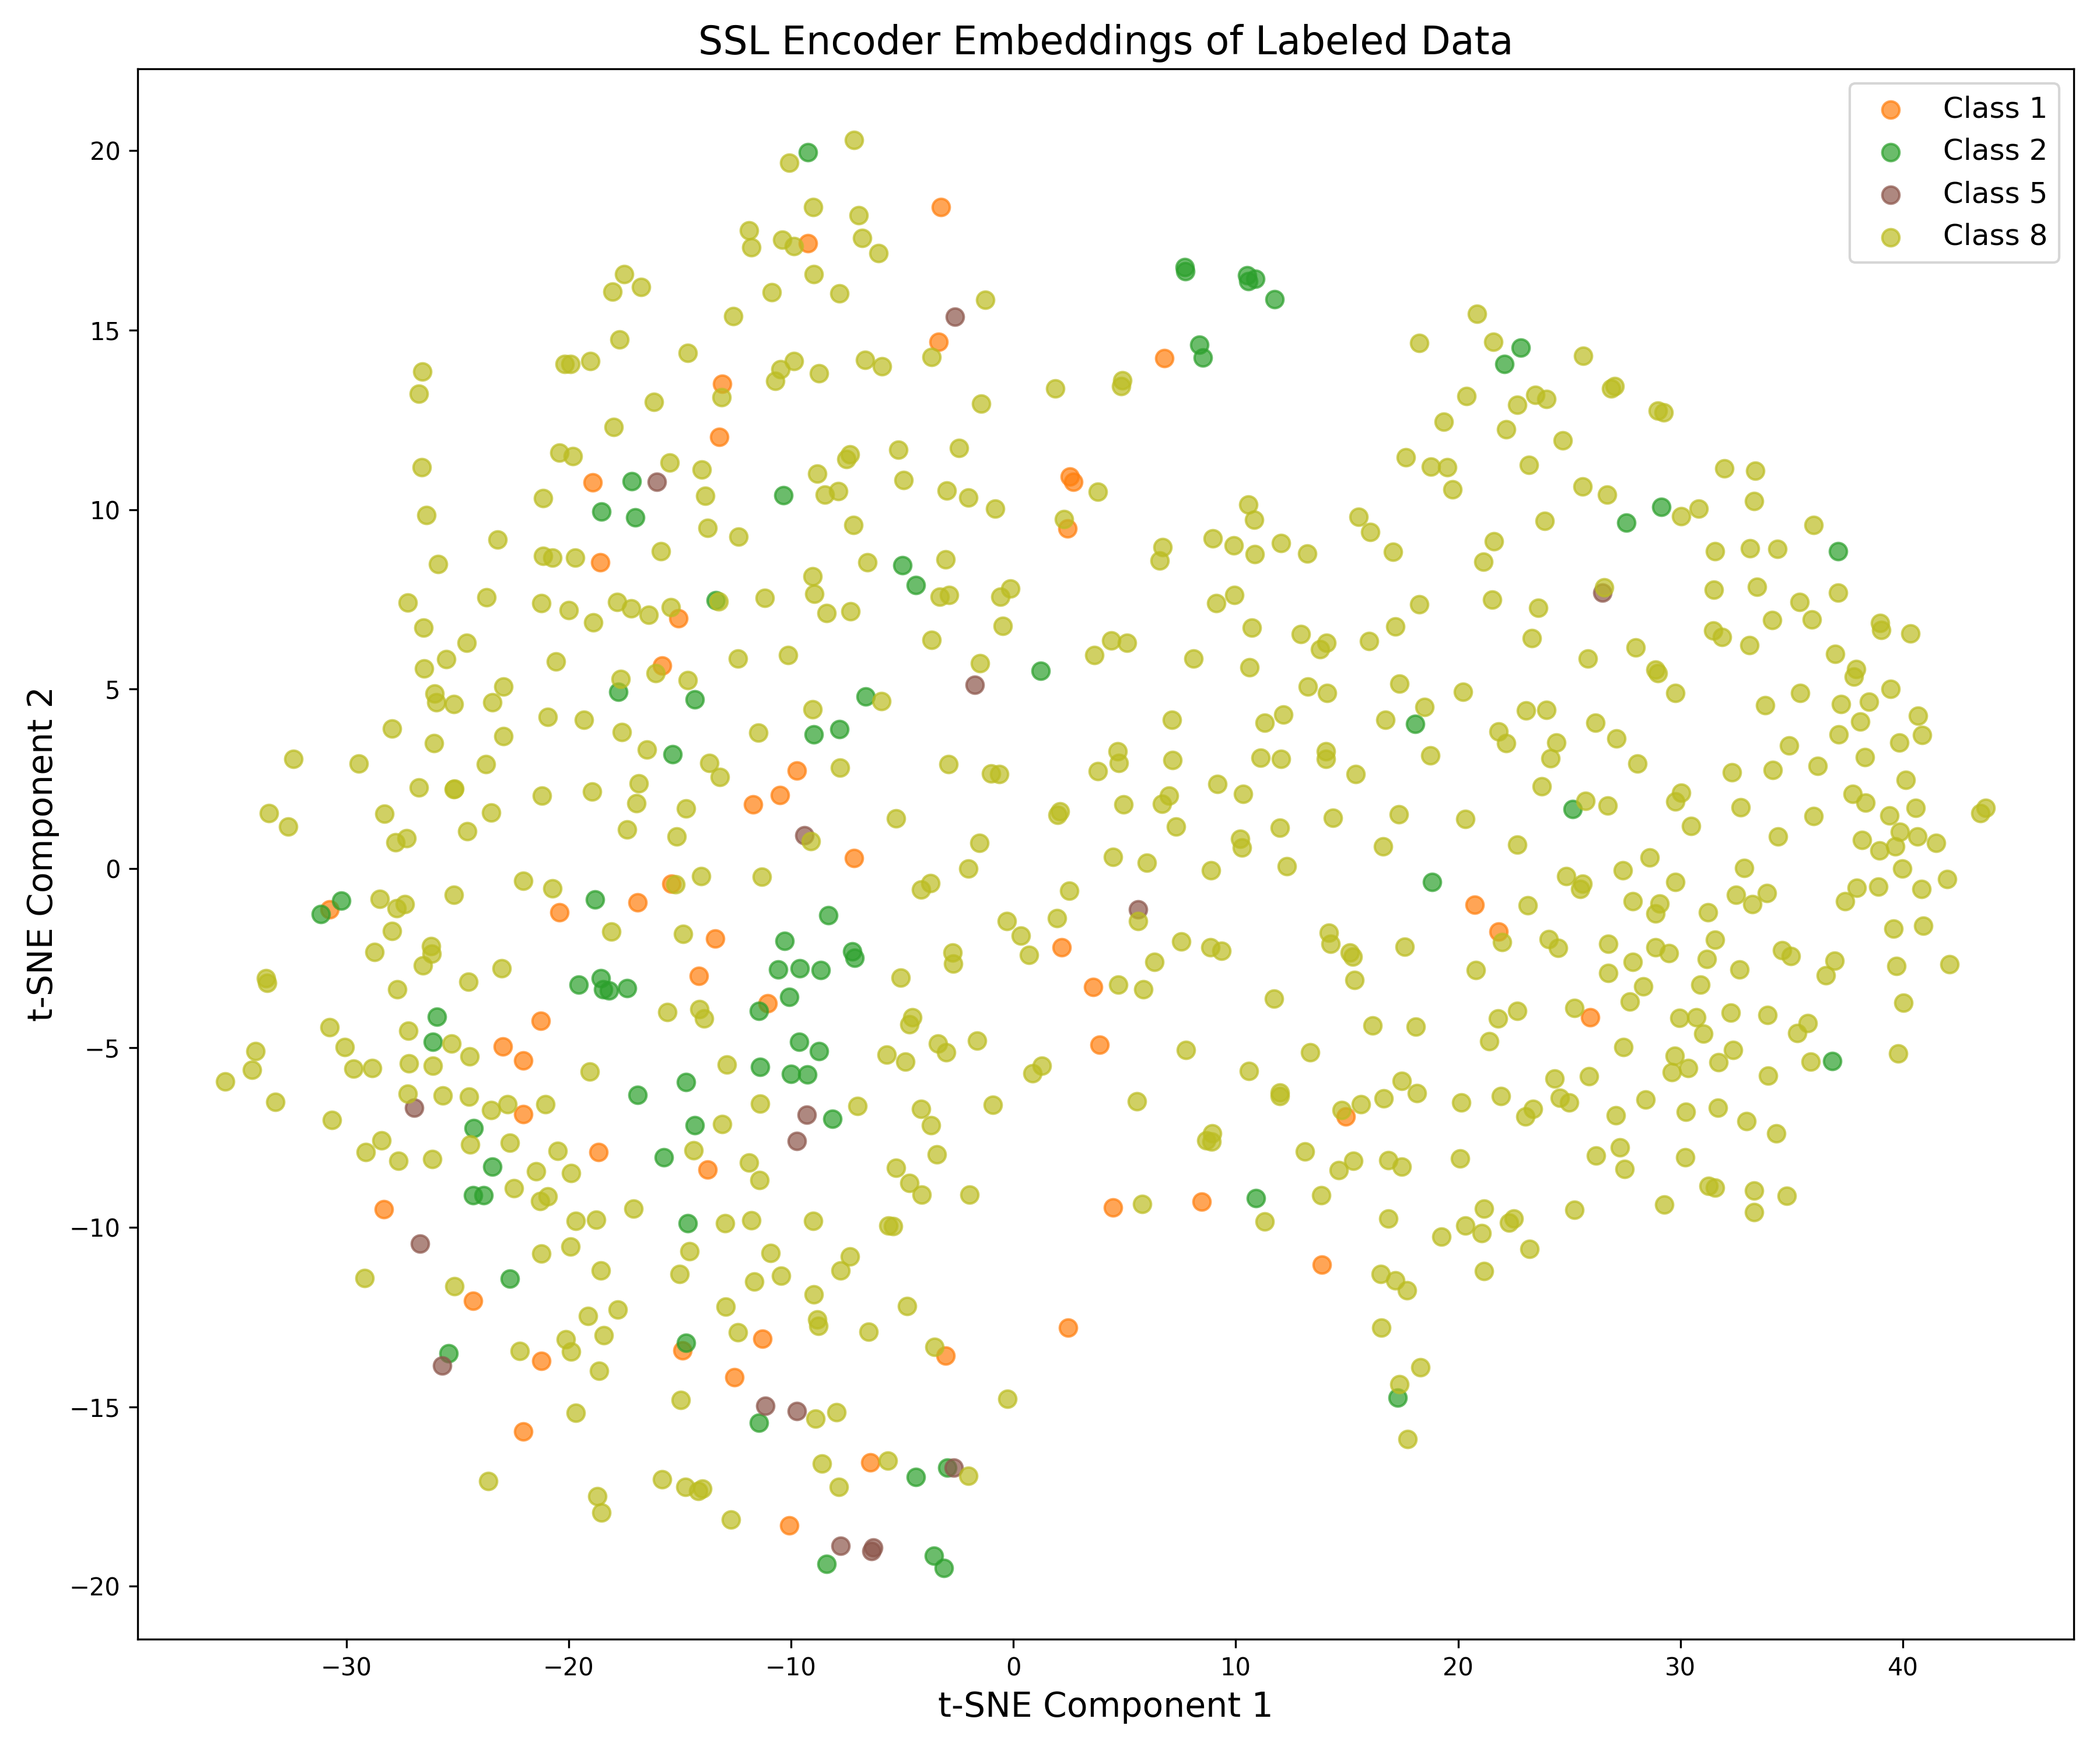 SSL Encoder Embeddings of Labeled Data
Class 1
Class 2
Class 5
Class 8
20
15
10
5
0
−5
−10
−15
−20
t-SNE Component 2
−30
−20
−10
0
10
20
30
40
t-SNE Component 1